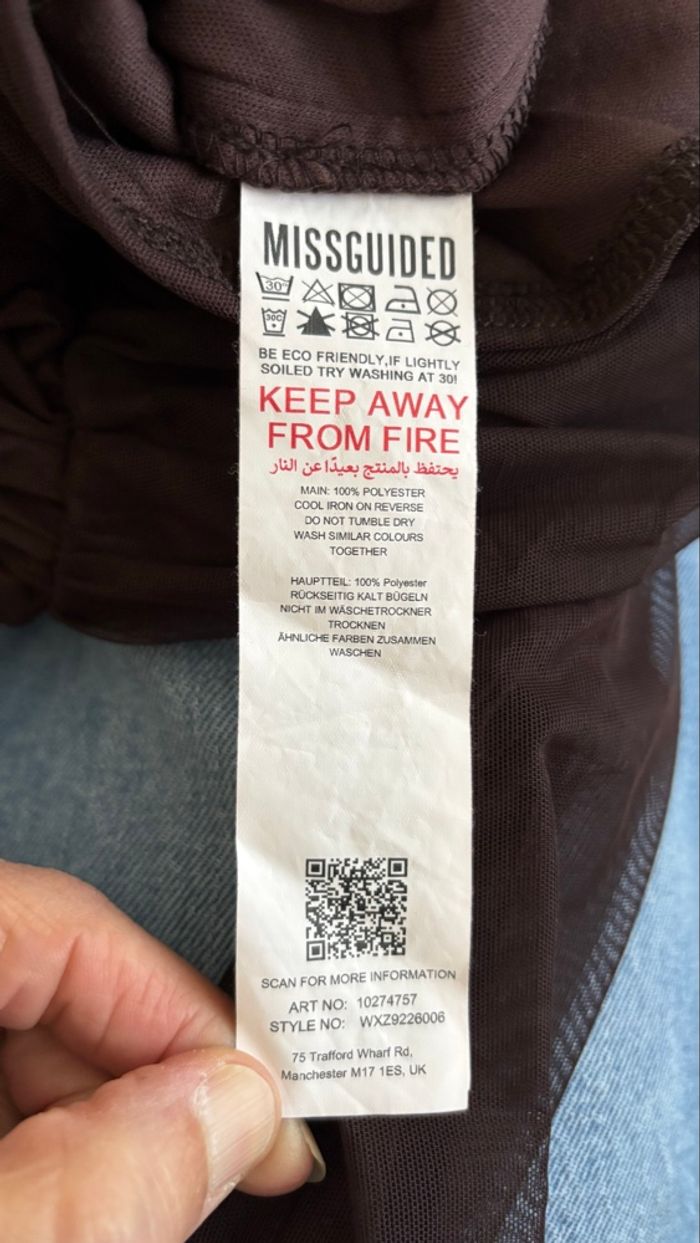 MISSGUIDED
30°
30C
BE ECO FRIENDLY,IF LIGHTLY
SOILED TRY WASHING AT 30!
KEEP AWAY
FROM FIRE
يحتفظ بالمنتج بعيدًا عن النار
MAIN: 100% POLYESTER
COOL IRON ON REVERSE
DO NOT TUMBLE DRY
WASH SIMILAR COLOURS
TOGETHER
HAUPTTEIL: 100% Polyester
RÜCKSEITIG KALT BÜGELN
NICHT IM WÄSCHETROCKNER
TROCKNEN
ÄHNLICHE FARBEN ZUSAMMEN
WASCHEN
SCAN FOR MORE INFORMATION
ART NO: 10274757
STYLE NO: WXZ9226006
75 Trafford Wharf Rd,
Manchester M17 1ES, UK